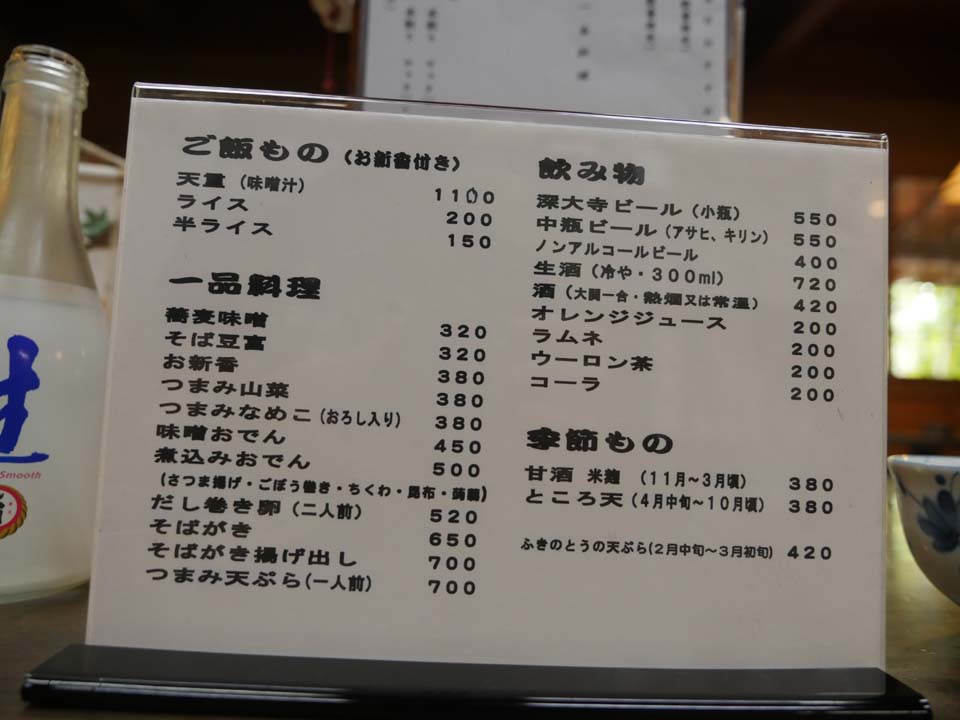 ご飯もの（お新香付き）
天重（味噌汁） 1100
ライス 200
半ライス 150
一品料理
蕎麦味噌 320
そば豆富 320
お新香 380
つまみ山菜 380
つまみなめこ（おろし入り） 380
味噌おでん 450
煮込みおでん 500
（さつま揚げ・ごぼう巻き・ちくわ・昆布・蒟蒻）
だし巻き卵（二人前） 520
そばがき 650
そばがき揚げ出し 700
つまみ天ぷら（一人前） 700
飲み物
深大寺ビール（小瓶） 550
中瓶ビール（アサヒ、キリン） 550
ノンアルコールビール 400
生酒（冷や・300ml） 720
酒（大関一合・熱燗又は常温） 420
オレンジジュース 200
ラムネ 200
ウーロン茶 200
コーラ 200
季節もの
甘酒 米麹 （11月～3月頃） 380
ところ天（4月中旬～10月頃） 380
ふきのとうの天ぷら（2月中旬～3月初旬） 420
Smooth